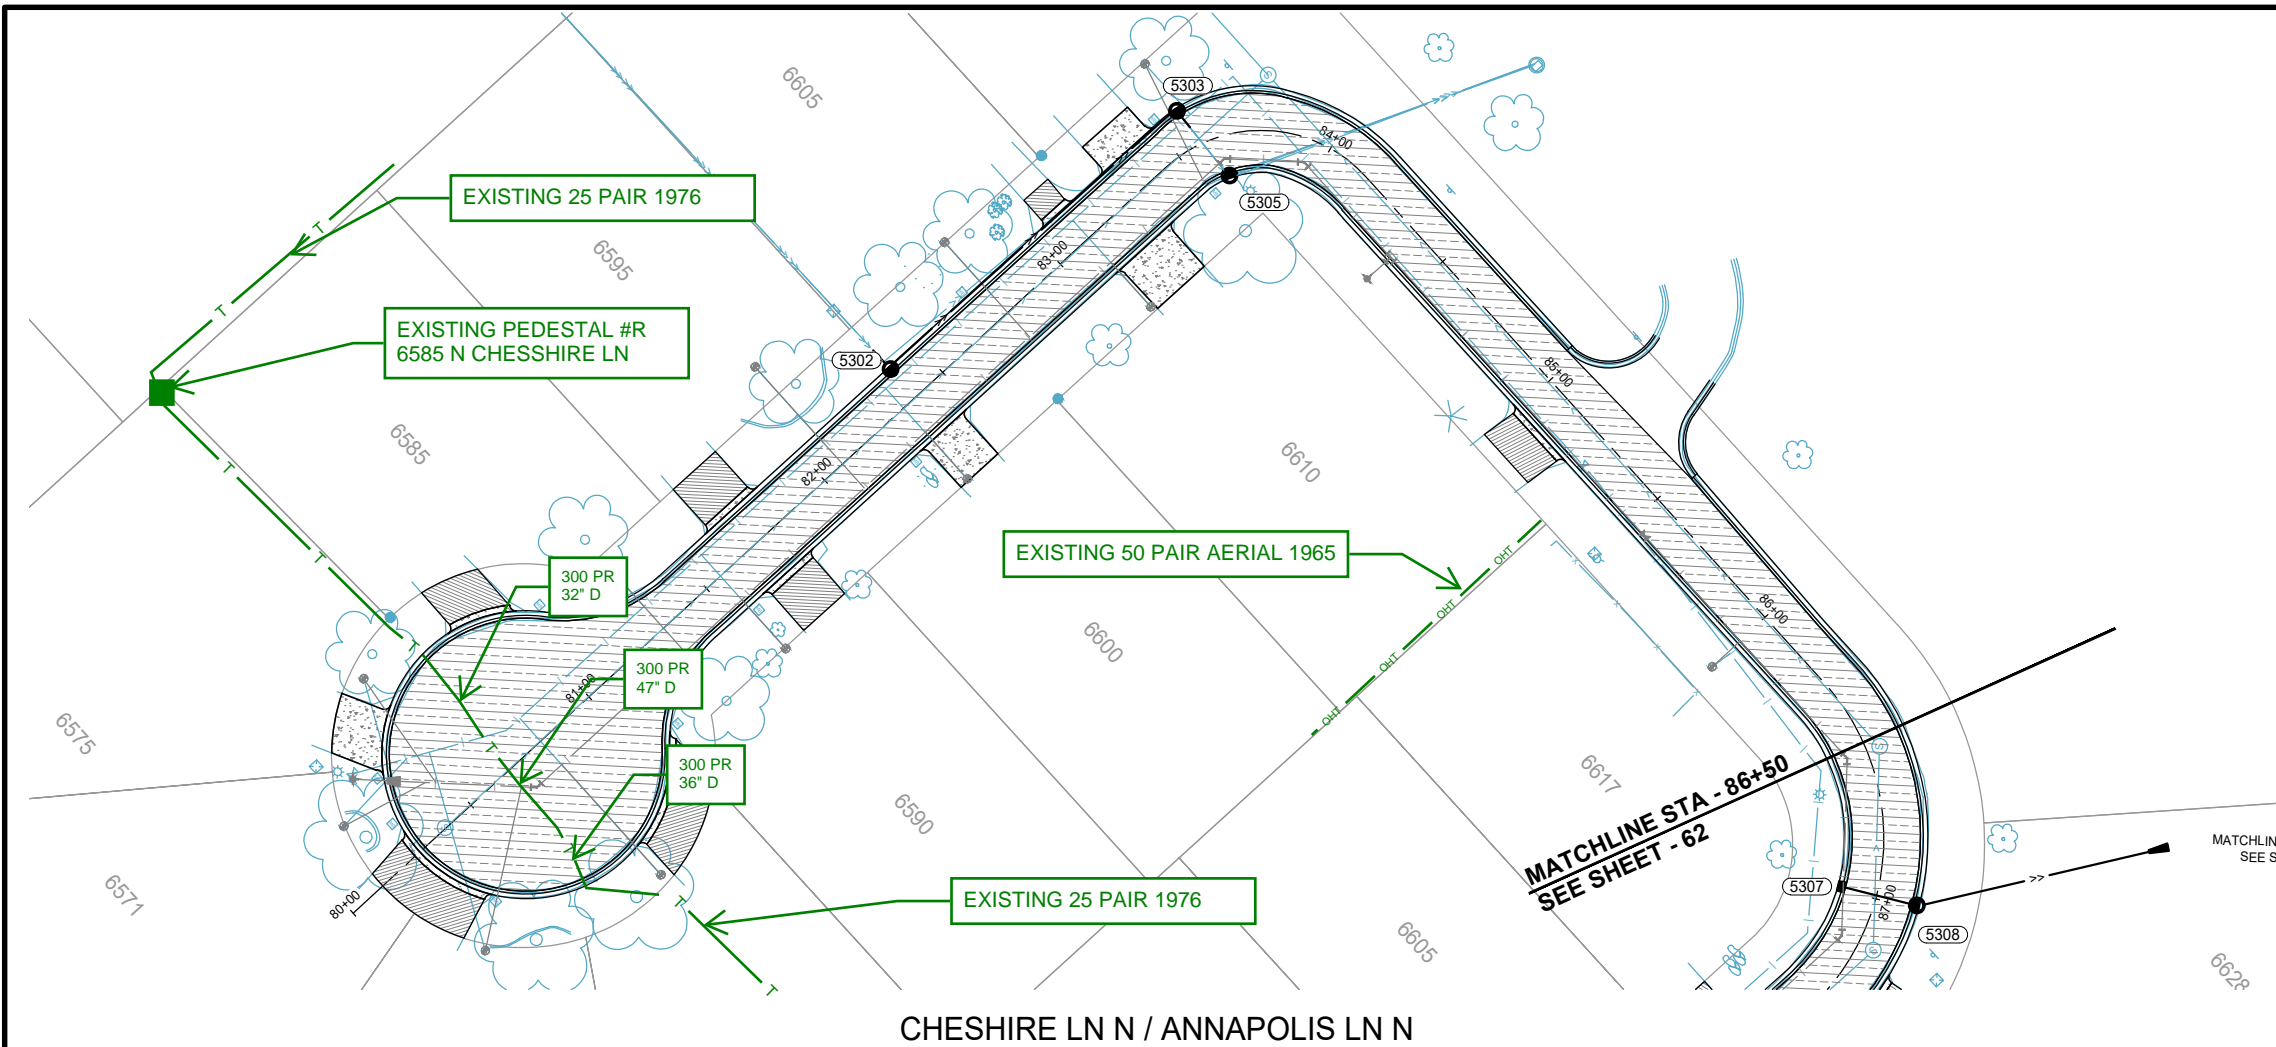 6605
5303
84+00
EXISTING 25 PAIR 1976
T
5305
6595
83+00
T
EXISTING PEDESTAL #R
6585 N CHESSHIRE LN
5302
85+00
6585
T
82+00
6610
OHT
EXISTING 50 PAIR AERIAL 1965
T
300 PR
32" D
OHT
86+00
T
6600
OHT
300 PR
47" D
81+00
OHT
6575
T
300 PR
36" D
6617
S
S
S
MATCHLINE STA - 86+50
SEE SHEET - 62
6590
MATCHLIN
SEE S
>>
6571
80+00
T
5307
87+00
EXISTING 25 PAIR 1976
5308
6605
6628
T
CHESHIRE LN N / ANNAPOLIS LN N